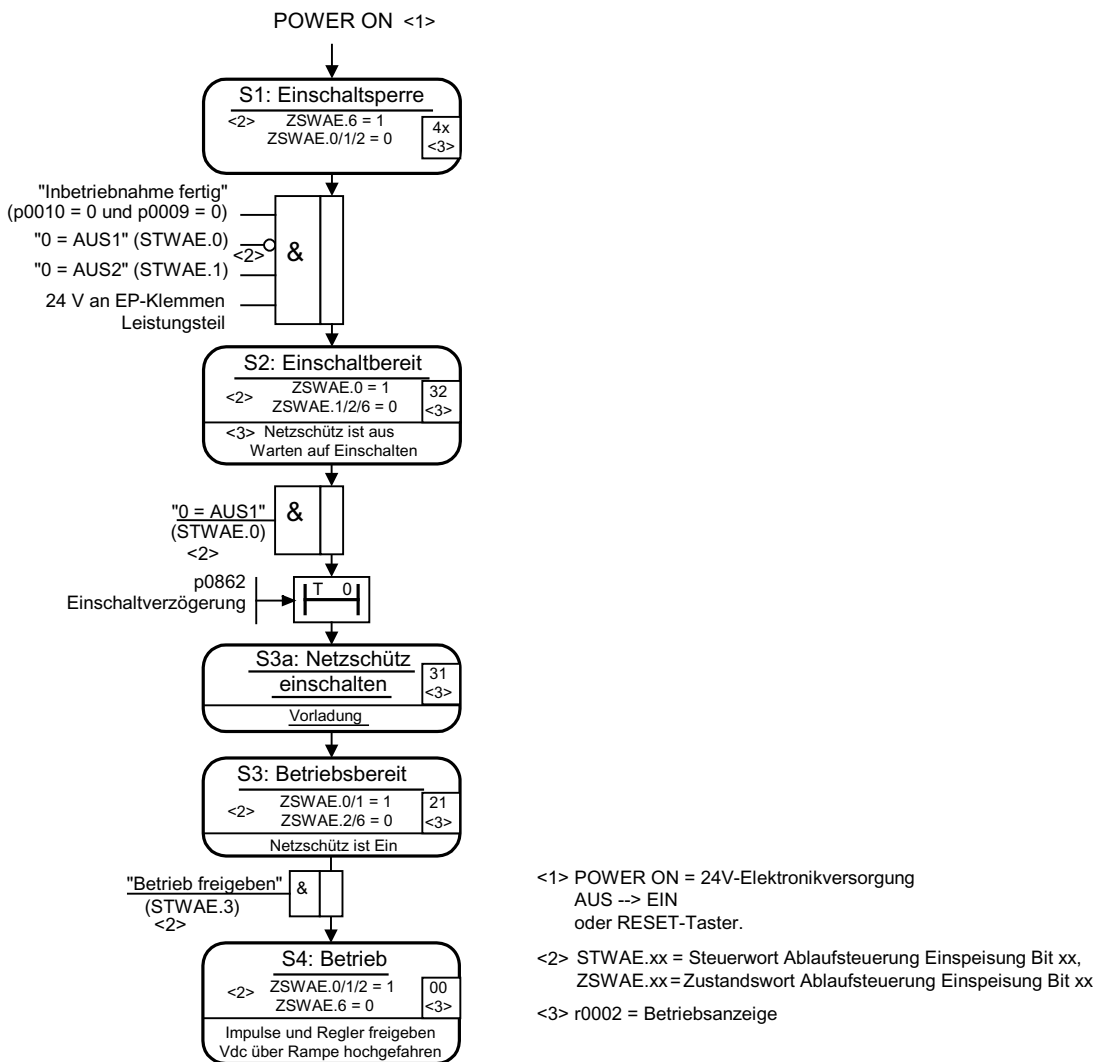 POWER ON <1>
S1: Einschaltsperre
<2> ZSWAE.6 = 1
ZSWAE.0/1/2 = 0
4x
<3>
"Inbetriebnahme fertig"
(p0010 = 0 und p0009 = 0)
"0 = AUS1" (STWAE.0)
<2>
&
"0 = AUS2" (STWAE.1)
24 V an EP-Klemmen
Leistungsteil
S2: Einschaltbereit
<2> ZSWAE.0 = 1
ZSWAE.1/2/6 = 0
32
<3>
<3> Netzschütz ist aus
Warten auf Einschalten
"0 = AUS1"
(STWAE.0)
<2>
&
p0862
Einschaltverzögerung
T 0
S3a: Netzschütz
einschalten
31
<3>
Vorladung
S3: Betriebsbereit
<2> ZSWAE.0/1 = 1
ZSWAE.2/6 = 0
21
<3>
Netzschütz ist Ein
"Betrieb freigeben"
(STWAE.3)
<2>
&
S4: Betrieb
<2> ZSWAE.0/1/2 = 1
ZSWAE.6 = 0
00
<3>
Impulse und Regler freigeben
Vdc über Rampe hochgefahren
<1> POWER ON = 24V-Elektronikversorgung
AUS --> EIN
oder RESET-Taster.
<2> STWAE.xx = Steuerwort Ablaufsteuerung Einspeisung Bit xx,
ZSWAE.xx = Zustandswort Ablaufsteuerung Einspeisung Bit xx
<3> r0002 = Betriebsanzeige